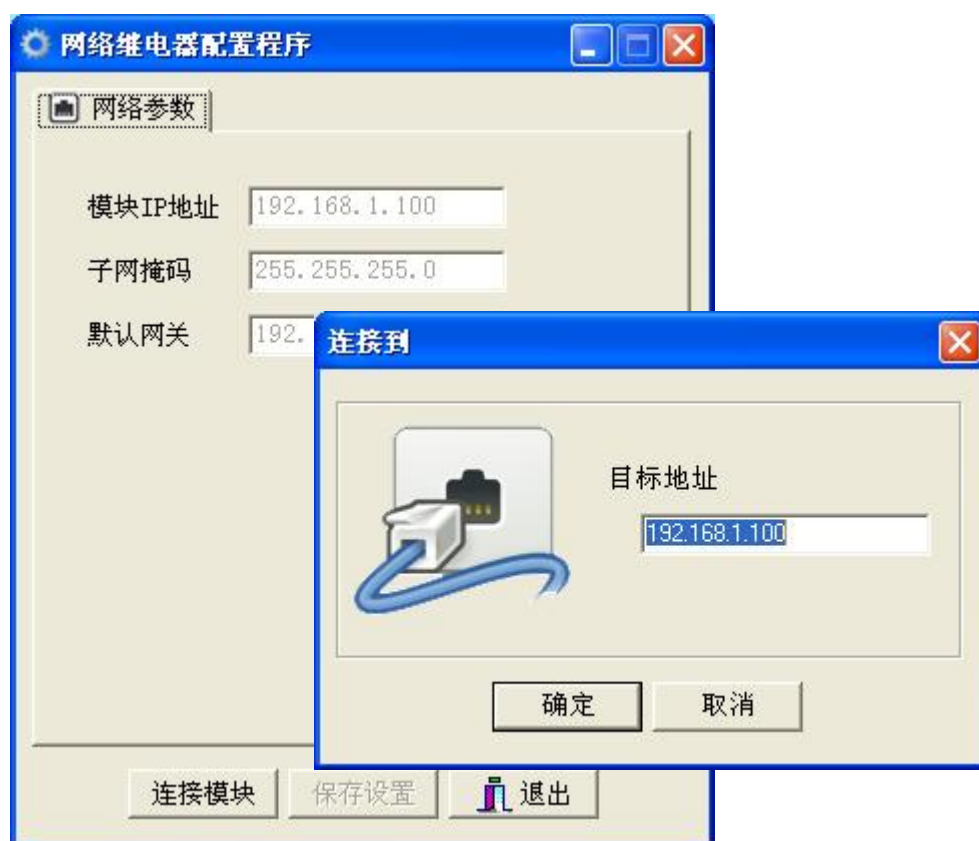 网络继电器配置程序
网络参数
模块IP地址 192.168.1.100
子网掩码 255.255.255.0
默认网关 192.
连接到
目标地址
192.168.1.100
确定 取消
连接模块 保存设置 退出